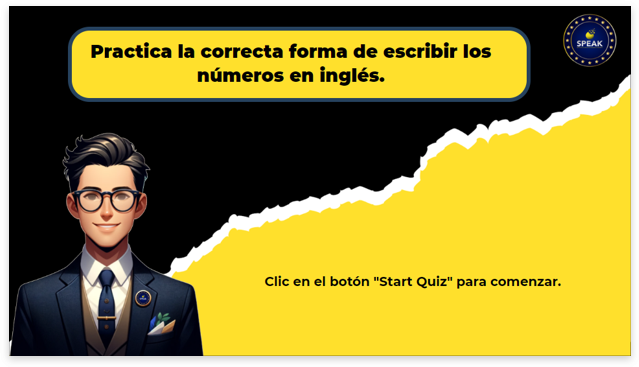 Practica la correcta forma de escribir los
números en inglés.
SPEAK
Clic en el botón "Start Quiz" para comenzar.